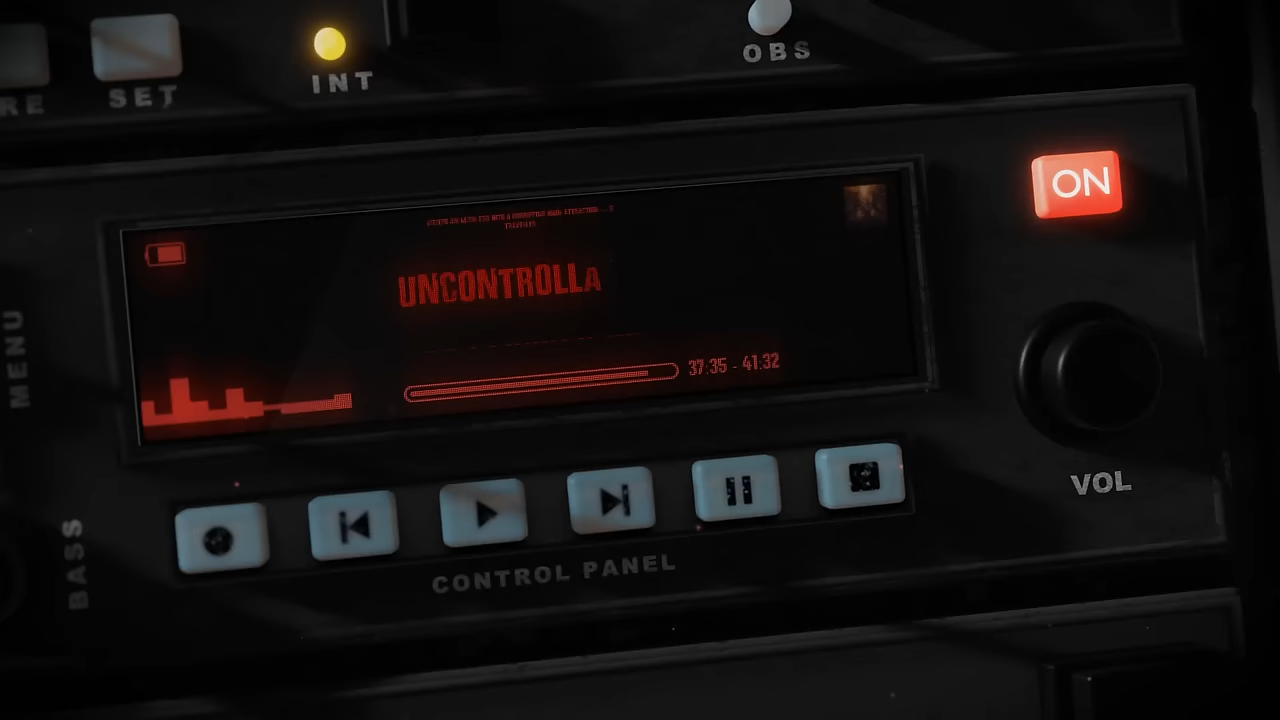 RE
SET
INT
OBS
ON
UNCONTROLLA
37:35 - 41:32
MENU
VOL
BASS
CONTROL PANEL